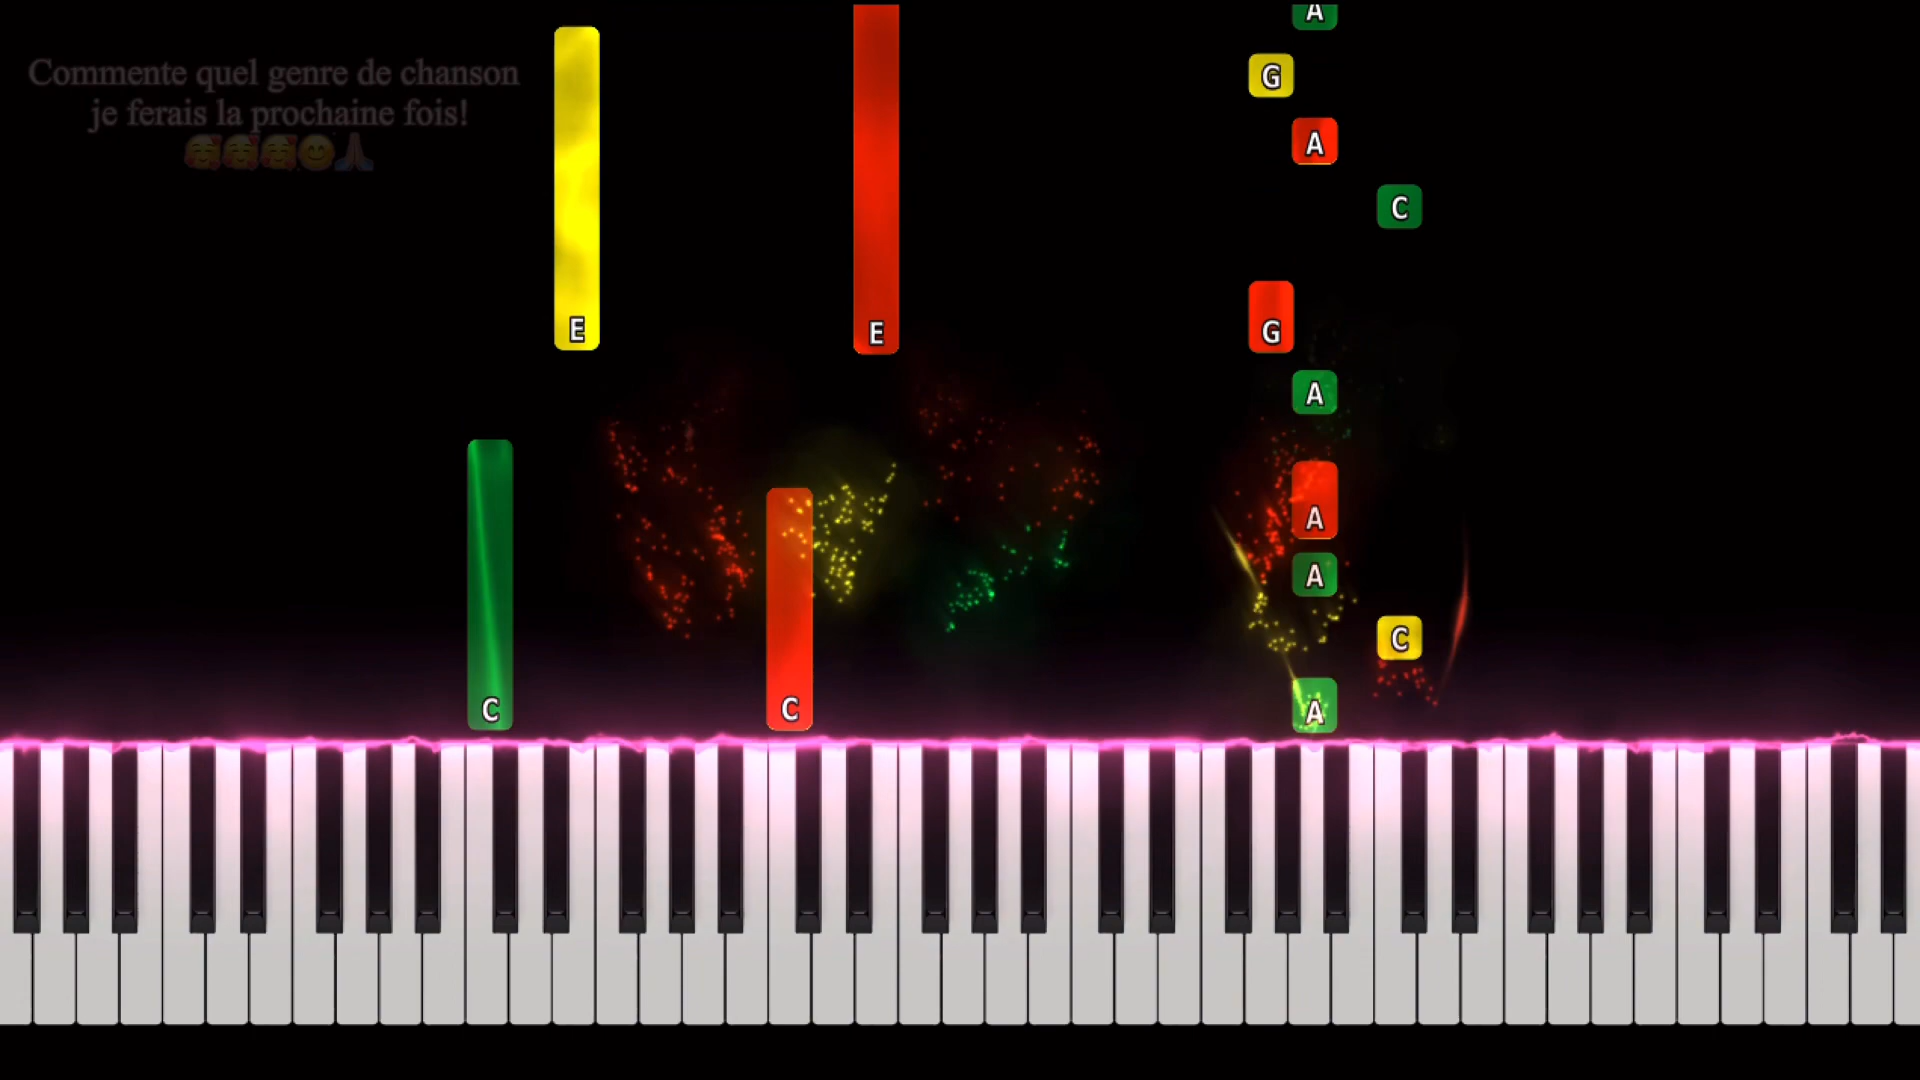 Commente quel genre de chanson
je ferais la prochaine fois!
🥰🥰🥰😊🙏
A
G
A
C
G
E
E
A
A
A
C
C
C
A